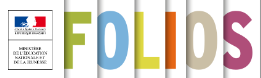 MINISTÈRE
DE L'ÉDUCATION
NATIONALE ET
DE LA JEUNESSE
FOLIOS